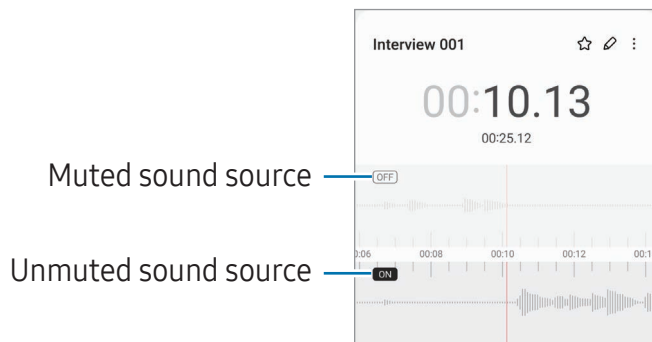 Interview 001
00:10.13
00:25.12
Muted sound source
OFF
00:08 00:10 00:12
Unmuted sound source
ON